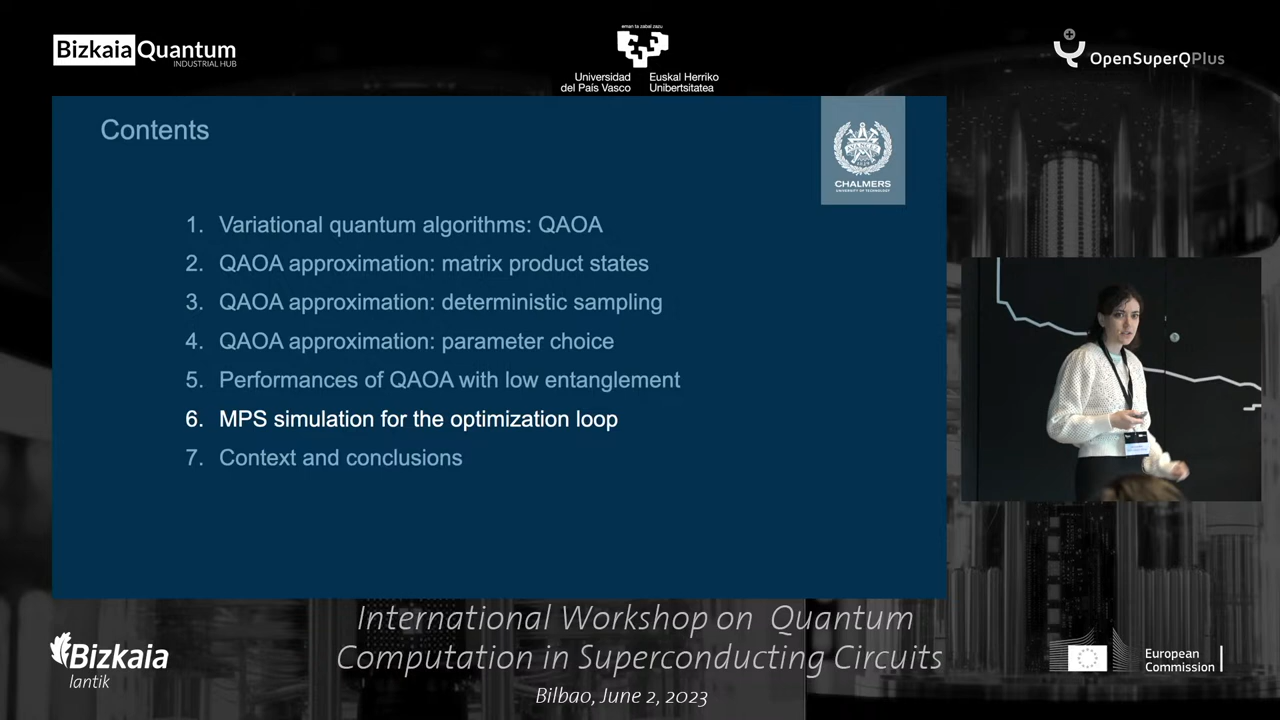 Bizkaia Quantum
INDUSTRIAL HUB
eman ta zabal zazu
Universidad
del País Vasco
Euskal Herriko
Unibertsitatea
OpenSuperQPlus
Contents
CHALMERS
UNIVERSITY OF TECHNOLOGY
1. Variational quantum algorithms: QAOA
2. QAOA approximation: matrix product states
3. QAOA approximation: deterministic sampling
4. QAOA approximation: parameter choice
5. Performances of QAOA with low entanglement
6. MPS simulation for the optimization loop
7. Context and conclusions
International Workshop on Quantum
Computation in Superconducting Circuits
Bilbao, June 2, 2023
Bizkaia
lantik
European
Commission